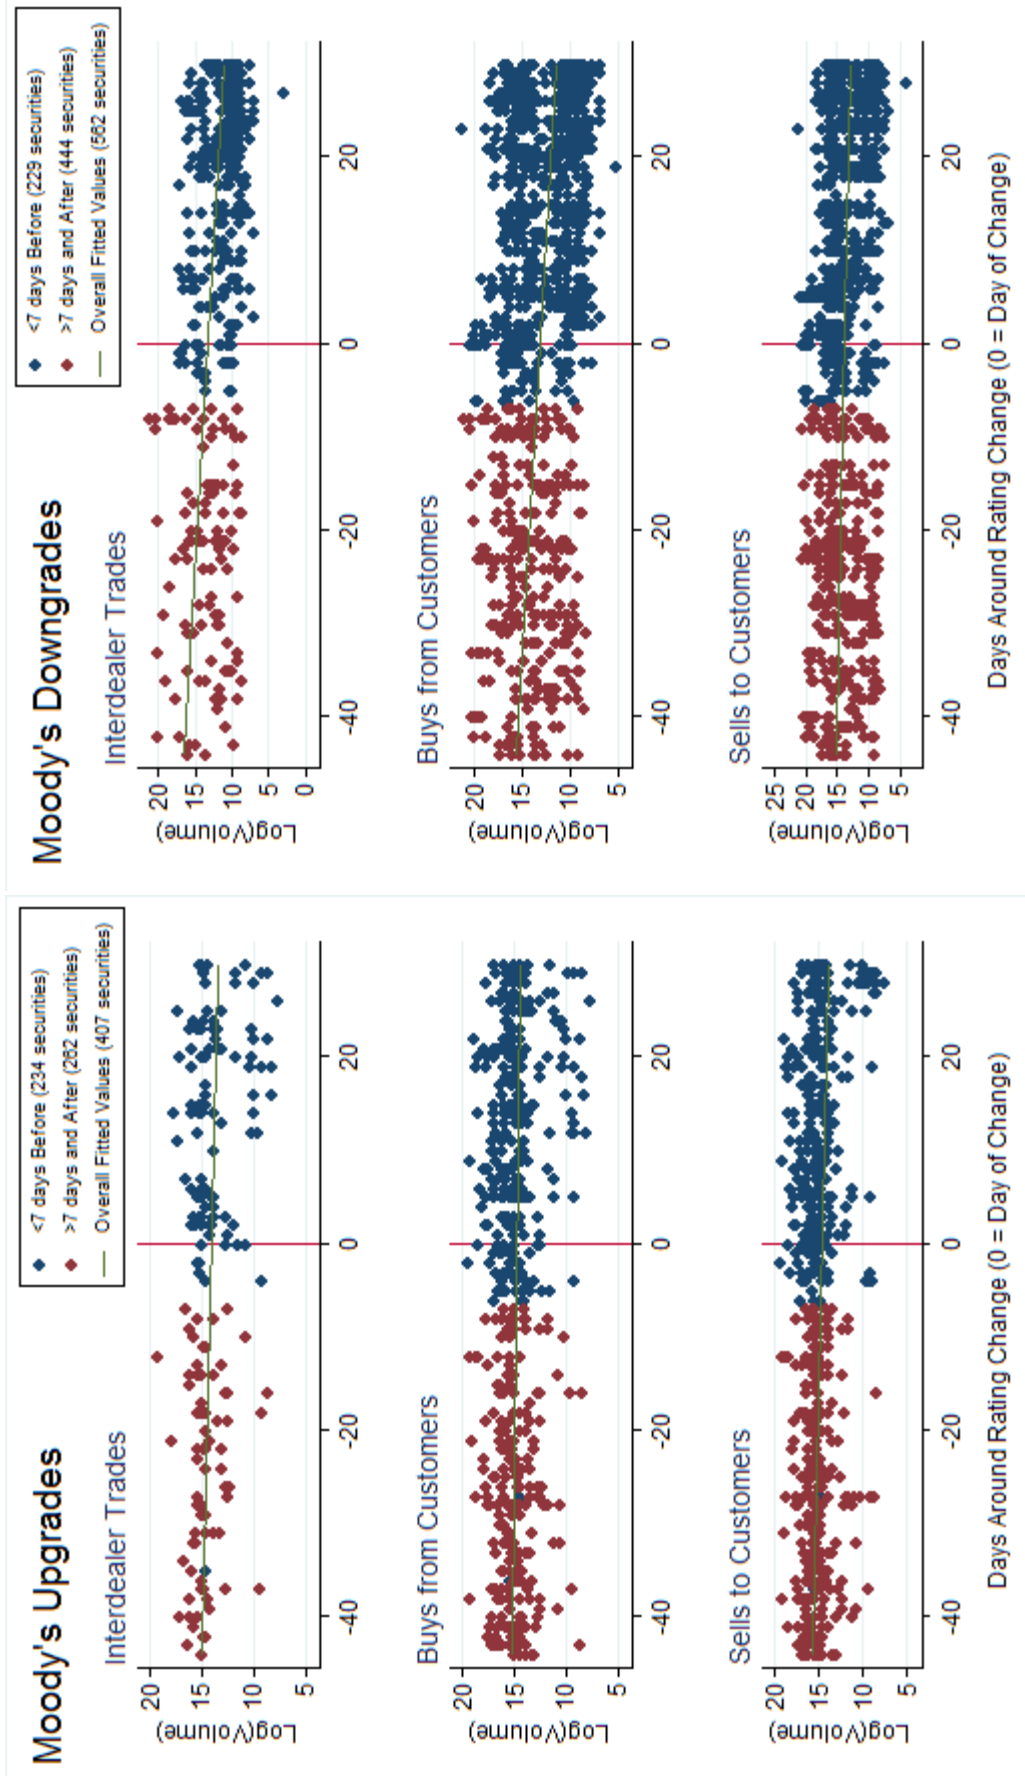 Moody's Upgrades
<7 days Before (234 securities)
>7 days and After (262 securities)
Overall Fitted Values (407 securities)
Interdealer Trades
Log(Volume)
20
15
10
5
-40
-20
0
20
Buys from Customers
Log(Volume)
20
15
10
5
-40
-20
0
20
Sells to Customers
Log(Volume)
20
15
10
5
-40
-20
0
20
Days Around Rating Change (0 = Day of Change)
Moody's Downgrades
<7 days Before (229 securities)
>7 days and After (444 securities)
Overall Fitted Values (562 securities)
Interdealer Trades
Log(Volume)
20
15
10
5
0
-40
-20
0
20
Buys from Customers
Log(Volume)
20
15
10
5
-40
-20
0
20
Sells to Customers
Log(Volume)
25
20
15
10
5
-40
-20
0
20
Days Around Rating Change (0 = Day of Change)